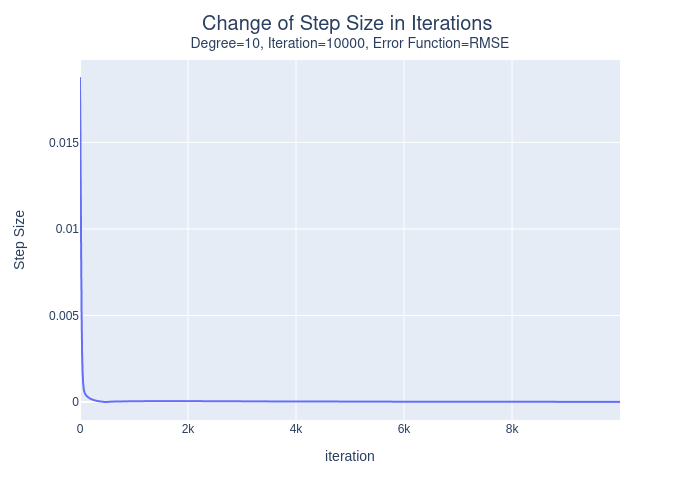 Change of Step Size in Iterations
Degree=10, Iteration=10000, Error Function=RMSE
0.015
0.01
0.005
0
Step Size
0 2k 4k 6k 8k
iteration